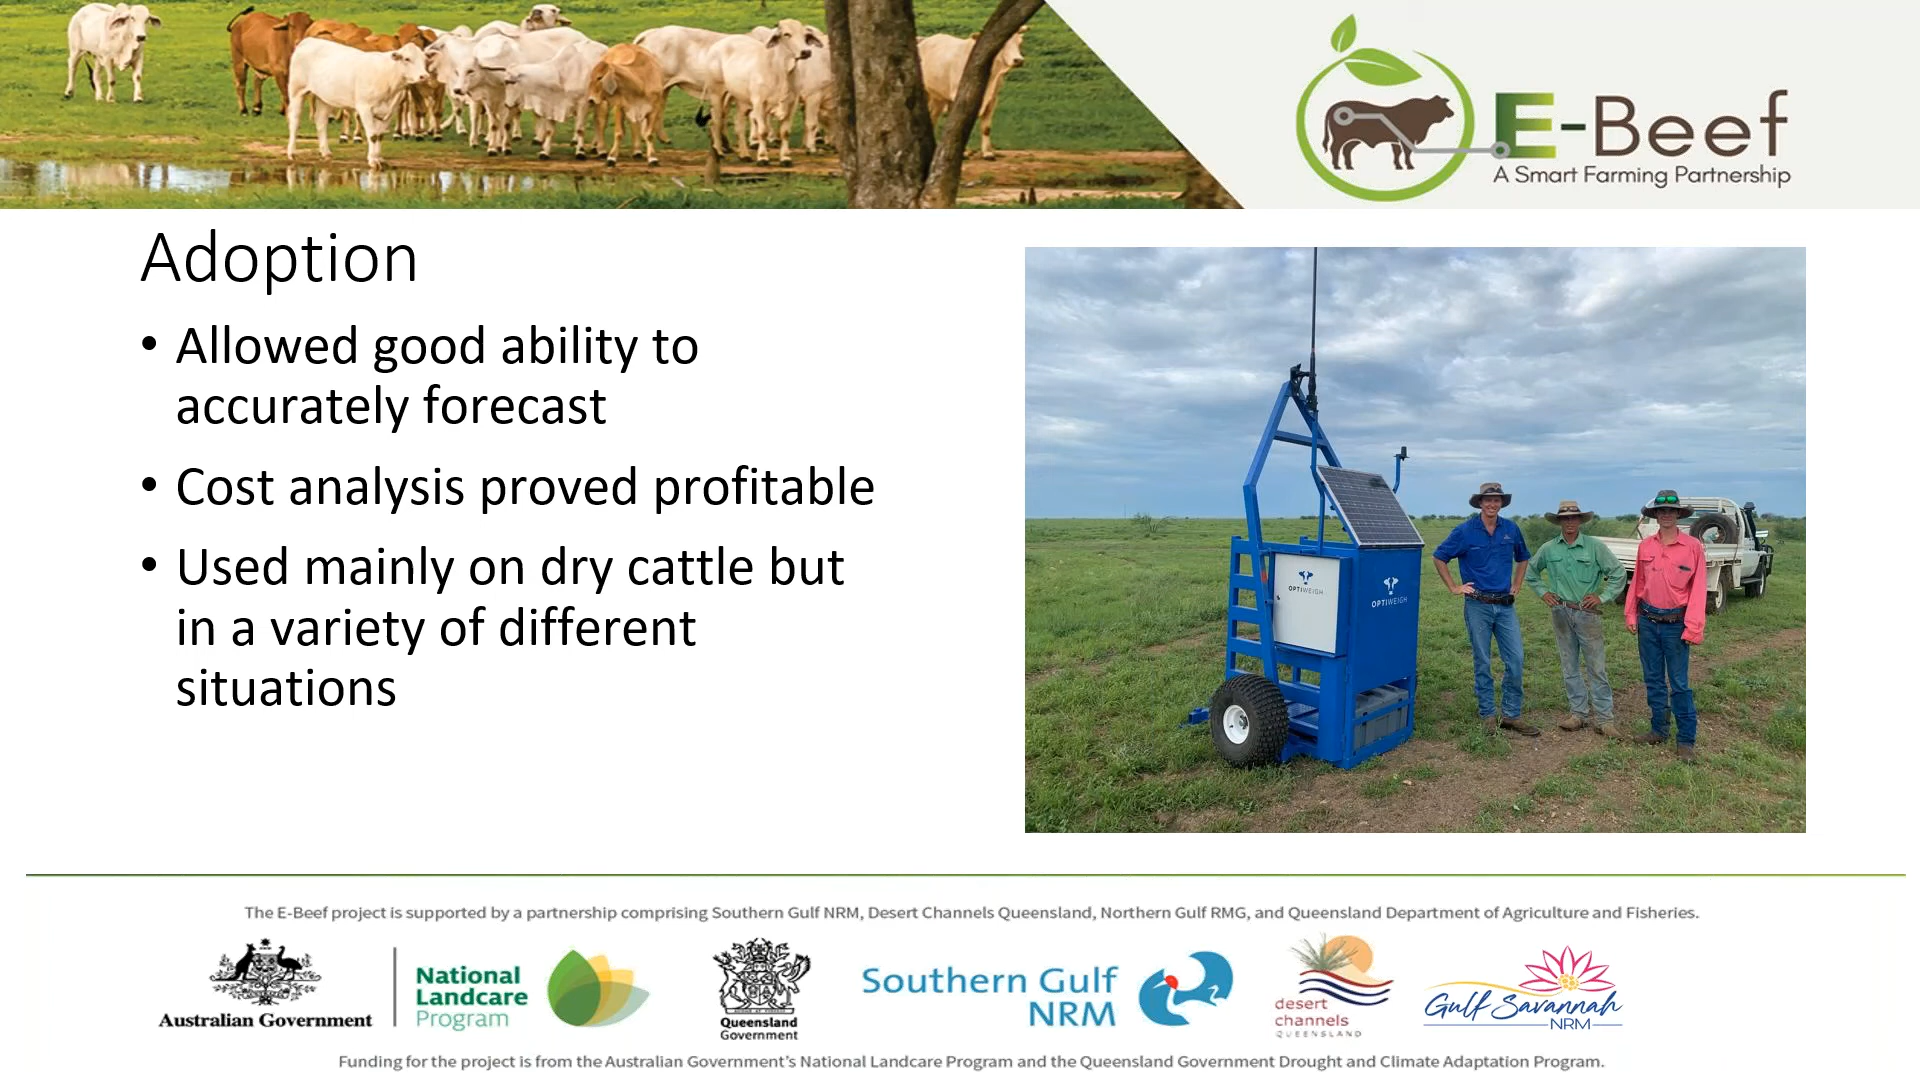 E-Beef
A Smart Farming Partnership
Adoption
• Allowed good ability to
accurately forecast
• Cost analysis proved profitable
• Used mainly on dry cattle but
in a variety of different
situations
OPTIWEIGH
OPTIWEIGH
The E-Beef project is supported by a partnership comprising Southern Gulf NRM, Desert Channels Queensland, Northern Gulf RMG, and Queensland Department of Agriculture and Fisheries.
Australian Government
National
Landcare
Program
Queensland
Government
Southern Gulf
NRM
desert
channels
QUEENSLAND
Gulf Savannah
NRM
Funding for the project is from the Australian Government's National Landcare Program and the Queensland Government Drought and Climate Adaptation Program.